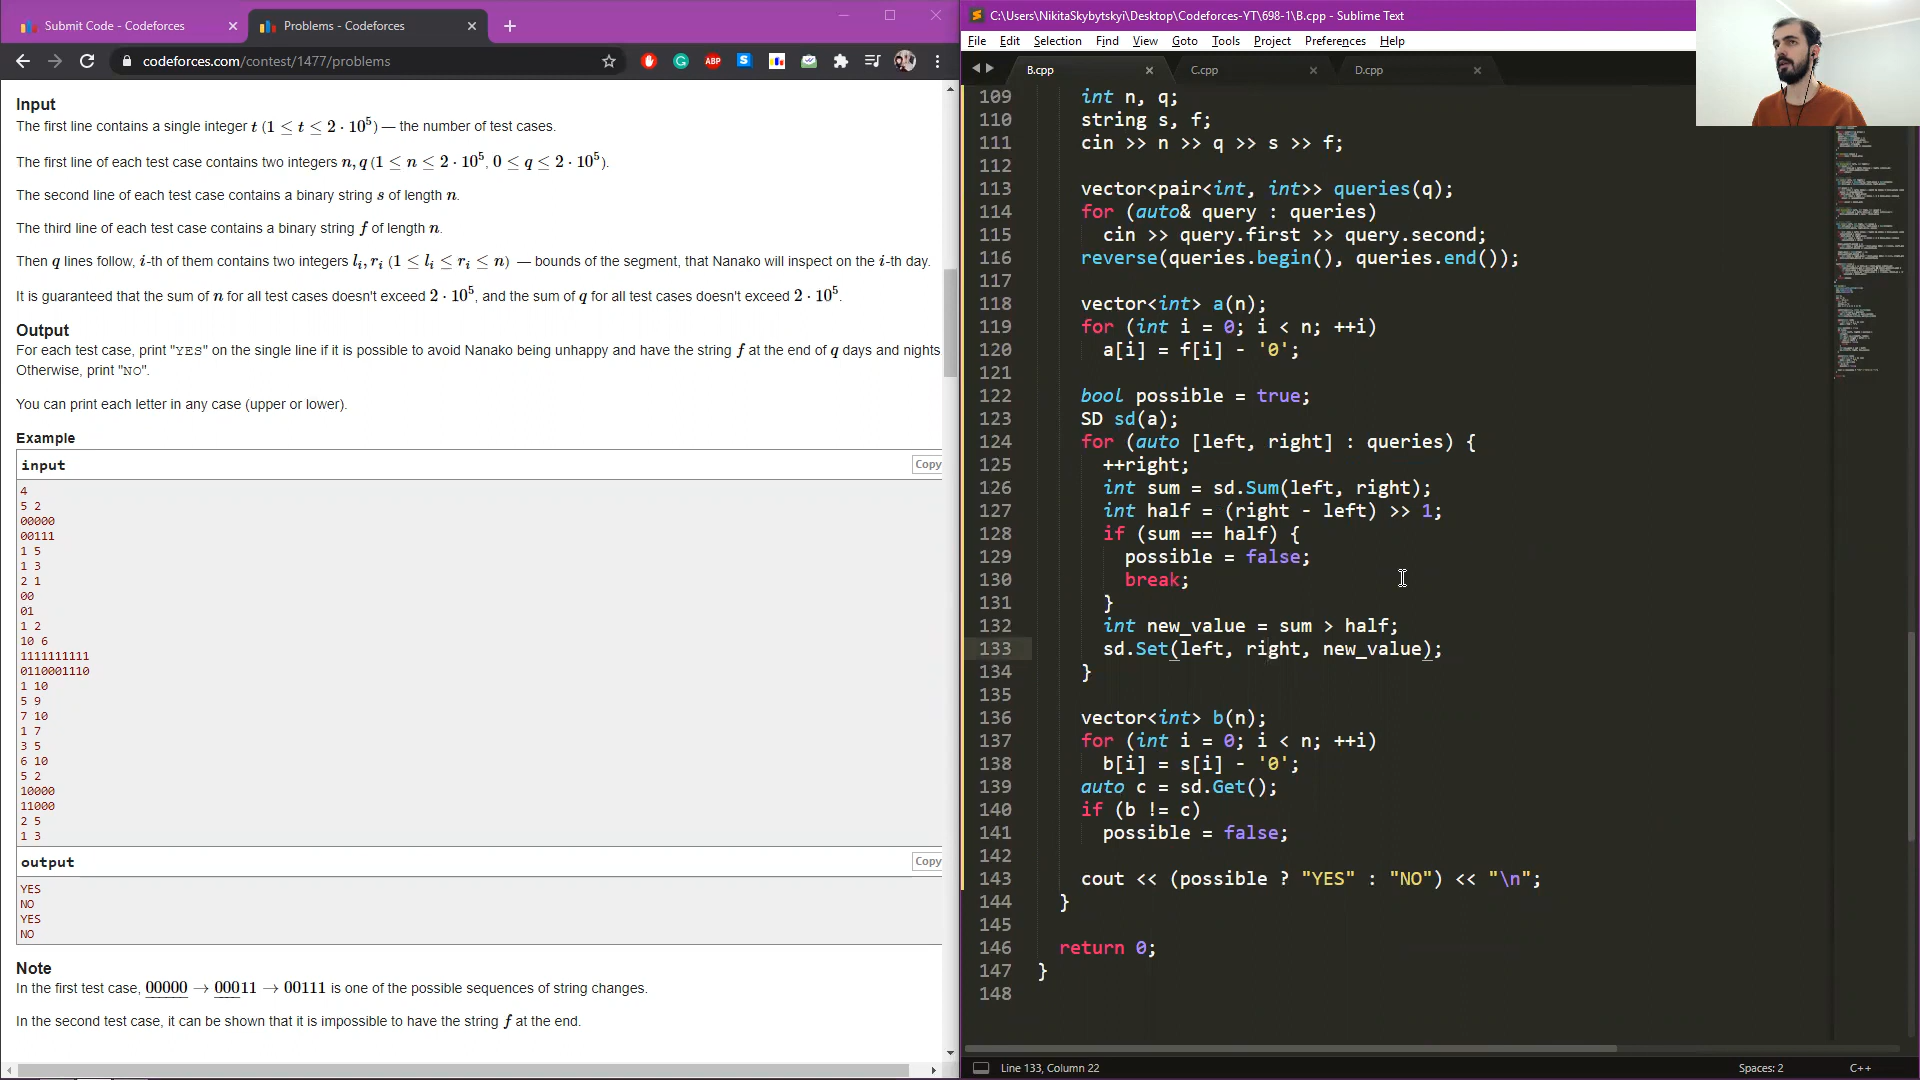 Submit Code - Codeforces
Problems - Codeforces
codeforces.com/contest/1477/problems
Input
The first line contains a single integer t (1 ≤ t ≤ 2 · 10^5) — the number of test cases.
The first line of each test case contains two integers n, q (1 ≤ n ≤ 2 · 10^5, 0 ≤ q ≤ 2 · 10^5).
The second line of each test case contains a binary string s of length n.
The third line of each test case contains a binary string f of length n.
Then q lines follow, i-th of them contains two integers l_i, r_i (1 ≤ l_i ≤ r_i ≤ n) — bounds of the segment, that Nanako will inspect on the i-th day.
It is guaranteed that the sum of n for all test cases doesn't exceed 2 · 10^5, and the sum of q for all test cases doesn't exceed 2 · 10^5.
Output
For each test case, print "YES" on the single line if it is possible to avoid Nanako being unhappy and have the string f at the end of q days and nights
Otherwise, print "NO".
You can print each letter in any case (upper or lower).
Example
input
Copy
4
5 2
00000
00111
1 5
1 3
2 1
00
01
1 2
10 6
1111111111
0110001110
1 10
5 9
7 10
1 7
3 5
6 10
5 2
10000
11000
2 5
1 3
output
Copy
YES
NO
YES
NO
Note
In the first test case, 00000 → 00011 → 00111 is one of the possible sequences of string changes.
In the second test case, it can be shown that it is impossible to have the string f at the end.
C:\Users\NikitaSkybytskyi\Desktop\Codeforces-YT\698-1\B.cpp - Sublime Text
File Edit Selection Find View Goto Tools Project Preferences Help
B.cpp
C.cpp
D.cpp
109 int n, q;
110 string s, f;
111 cin >> n >> q >> s >> f;
112
113 vector<pair<int, int>> queries(q);
114 for (auto& query : queries)
115 cin >> query.first >> query.second;
116 reverse(queries.begin(), queries.end());
117
118 vector<int> a(n);
119 for (int i = 0; i < n; ++i)
120 a[i] = f[i] - '0';
121
122 bool possible = true;
123 SD sd(a);
124 for (auto [left, right] : queries) {
125 ++right;
126 int sum = sd.Sum(left, right);
127 int half = (right - left) >> 1;
128 if (sum == half) {
129 possible = false;
130 break;
131 }
132 int new_value = sum > half;
133 sd.Set(left, right, new_value);
134 }
135
136 vector<int> b(n);
137 for (int i = 0; i < n; ++i)
138 b[i] = s[i] - '0';
139 auto c = sd.Get();
140 if (b != c)
141 possible = false;
142
143 cout << (possible ? "YES" : "NO") << "\n";
144 }
145
146 return 0;
147 }
148
Line 133, Column 22
Spaces: 2
C++